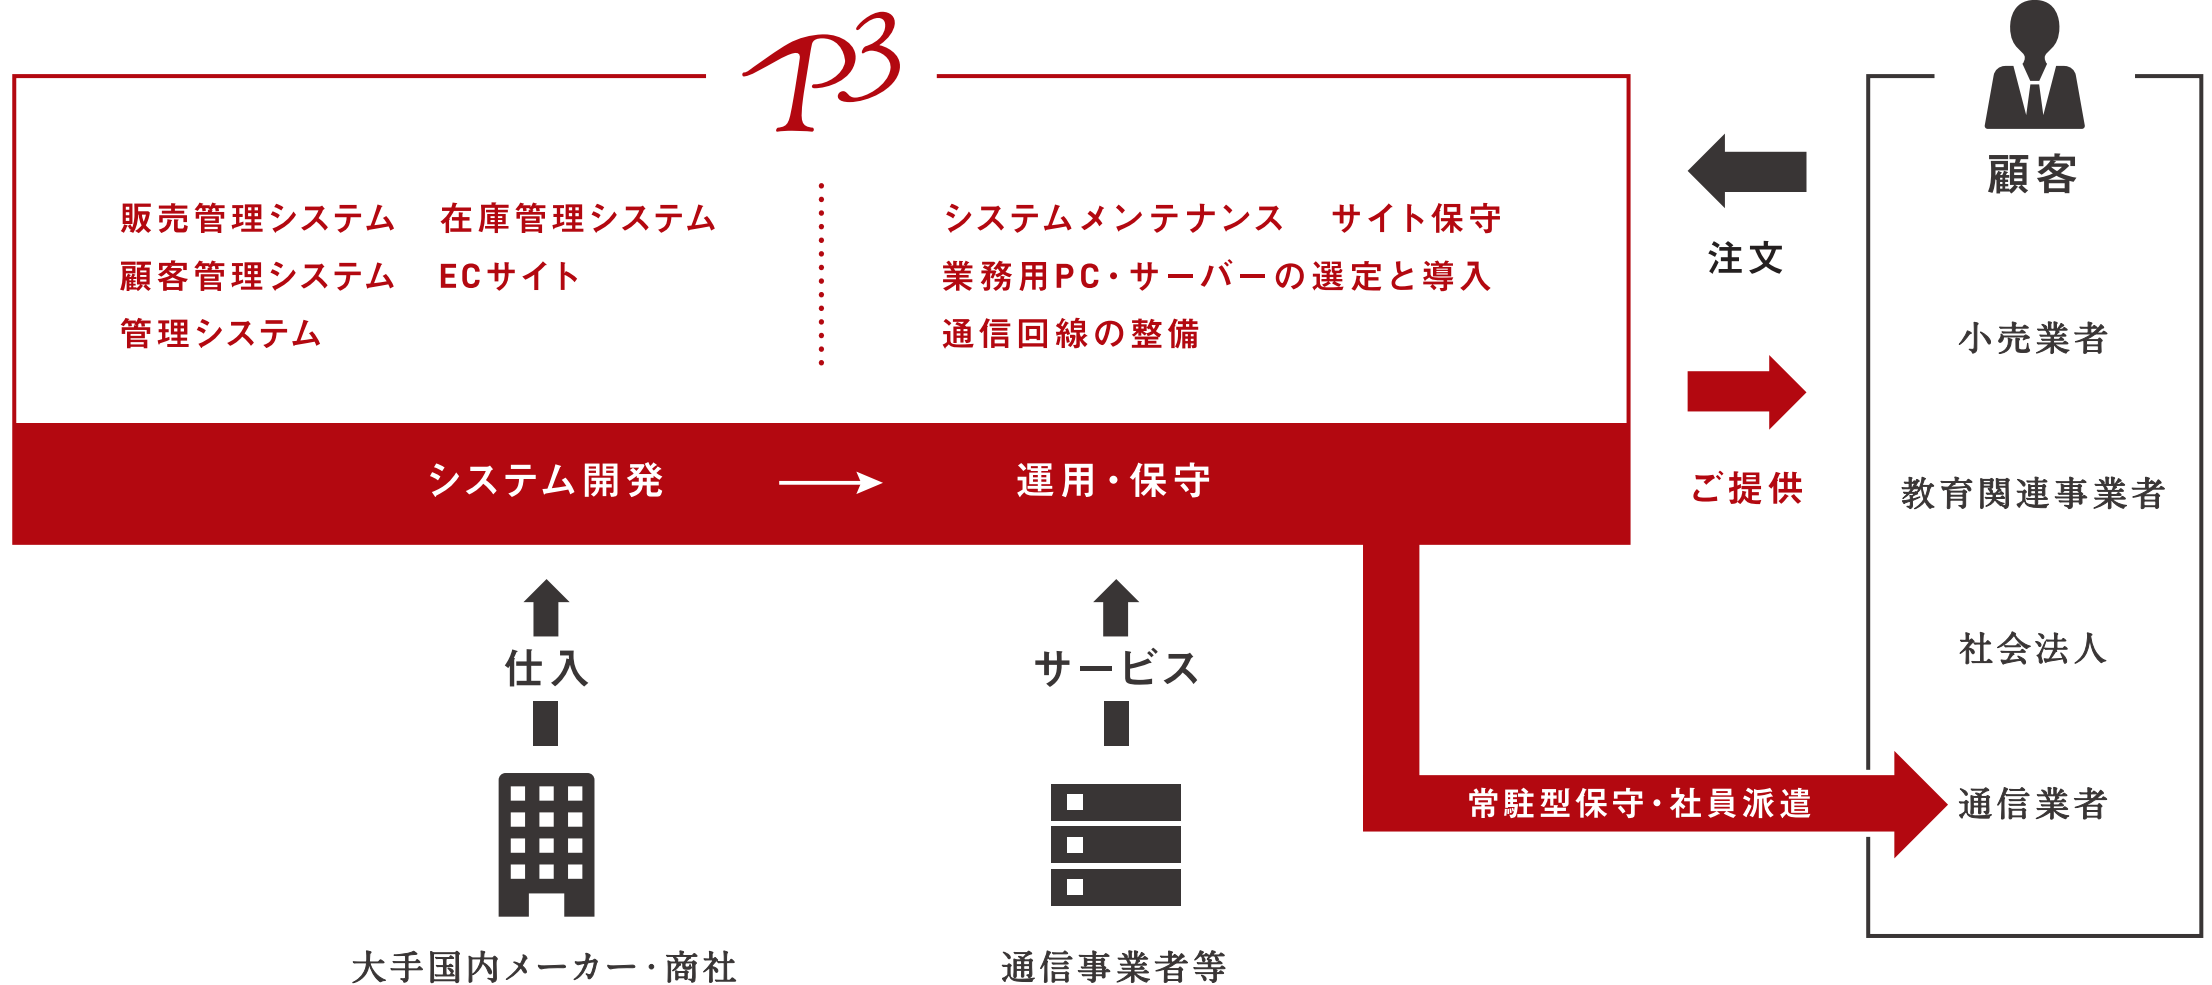 P3
販売管理システム 在庫管理システム
顧客管理システム ECサイト
管理システム
システムメンテナンス サイト保守
業務用PC・サーバーの選定と導入
通信回線の整備
システム開発
運用・保守
注文
ご提供
顧客
小売業者
教育関連事業者
社会法人
通信業者
常駐型保守・社員派遣
仕入
サービス
大手国内メーカー・商社
通信事業者等